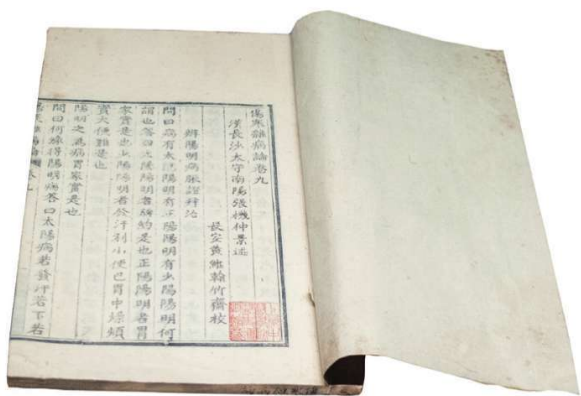 傷寒雜病論卷九
漢長沙太守南陽張機仲景述
長安黃維翰竹齋校
辨陽明病脈證并治
問曰病有太陽陽明有正陽陽明有少陽陽明何
謂也答曰太陽陽明者脾約是也正陽陽明者胃
家實是也少陽陽明者發汗利小便已胃中燥煩
實大便難是也
陽明之為病胃家實是也
問曰何緣得陽明病答曰太陽病若發汗若下若